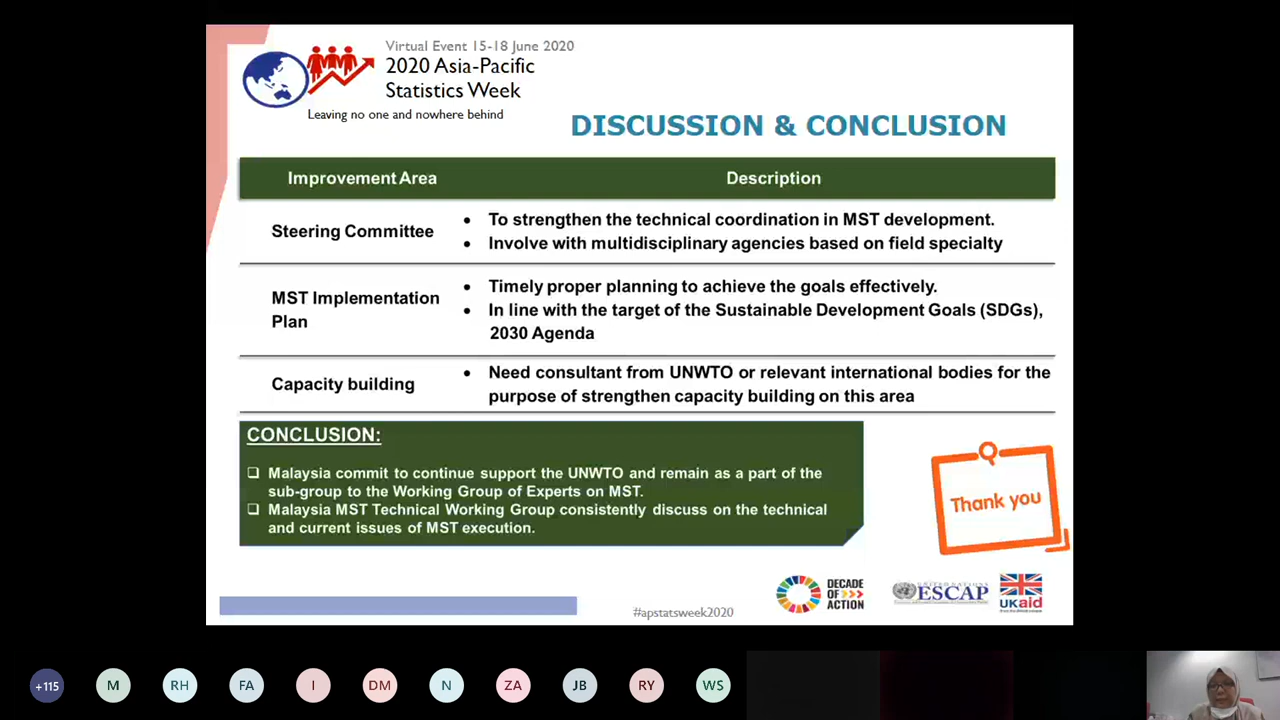 Virtual Event 15-18 June 2020
2020 Asia-Pacific
Statistics Week
Leaving no one and nowhere behind
DISCUSSION & CONCLUSION
Improvement Area Description
Steering Committee
• To strengthen the technical coordination in MST development.
• Involve with multidisciplinary agencies based on field specialty
MST Implementation
Plan
• Timely proper planning to achieve the goals effectively.
• In line with the target of the Sustainable Development Goals (SDGs),
2030 Agenda
Capacity building
• Need consultant from UNWTO or relevant international bodies for the
purpose of strengthen capacity building on this area
CONCLUSION:
❑ Malaysia commit to continue support the UNWTO and remain as a part of the
sub-group to the Working Group of Experts on MST.
❑ Malaysia MST Technical Working Group consistently discuss on the technical
and current issues of MST execution.
Thank you
#apstatsweek2020
DECADE
OF >>>
ACTION
UNITED NATIONS
ESCAP
UKaid
+115 M RH FA I DM N ZA JB RY WS